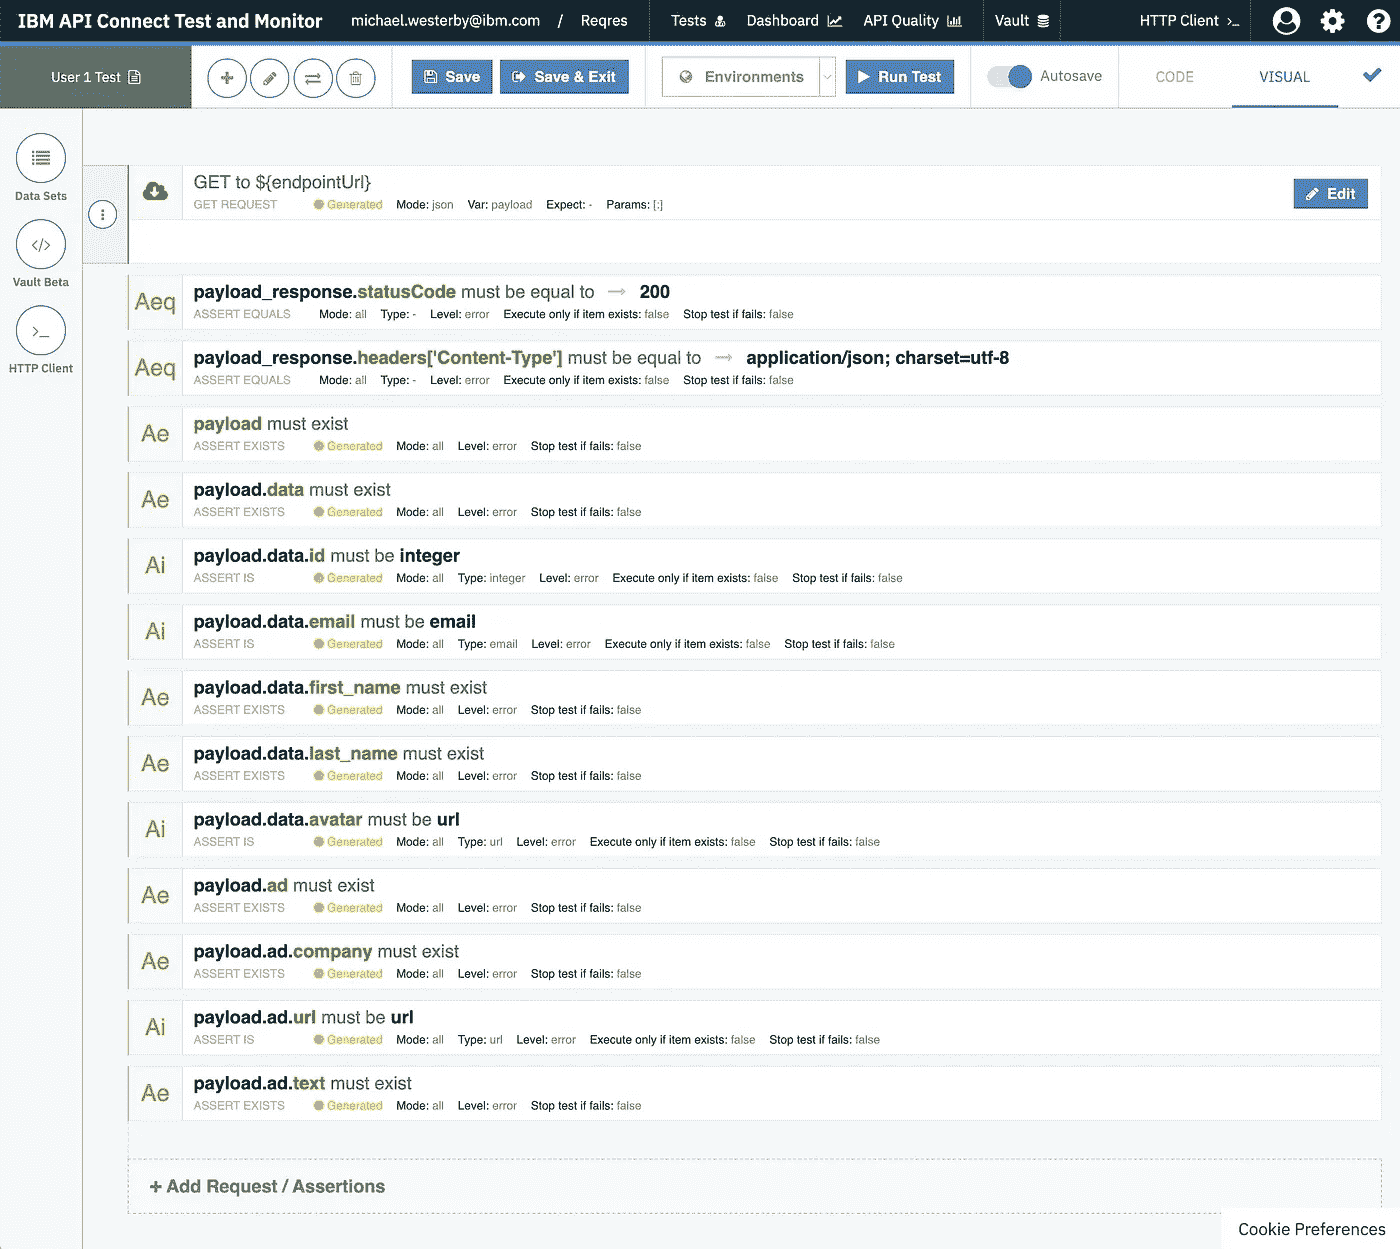 IBM API Connect Test and Monitor michael.westerby@ibm.com / Reqres Tests Dashboard API Quality Vault HTTP Client >_
User 1 Test Save Save & Exit Environments Run Test Autosave CODE VISUAL
Data Sets
</>
Vault Beta
>_
HTTP Client
GET to ${endpointUrl}
GET REQUEST Generated Mode: json Var: payload Expect: - Params: [;]
Edit
Aeq
payload_response.statusCode must be equal to → 200
ASSERT EQUALS Mode: all Type: - Level: error Execute only if item exists: false Stop test if fails: false
Aeq
payload_response.headers['Content-Type'] must be equal to → application/json; charset=utf-8
ASSERT EQUALS Mode: all Type: - Level: error Execute only if item exists: false Stop test if fails: false
Ae
payload must exist
ASSERT EXISTS Generated Mode: all Level: error Stop test if fails: false
Ae
payload.data must exist
ASSERT EXISTS Generated Mode: all Level: error Stop test if fails: false
Ai
payload.data.id must be integer
ASSERT IS Generated Mode: all Type: integer Level: error Execute only if item exists: false Stop test if fails: false
Ai
payload.data.email must be email
ASSERT IS Generated Mode: all Type: email Level: error Execute only if item exists: false Stop test if fails: false
Ae
payload.data.first_name must exist
ASSERT EXISTS Generated Mode: all Level: error Stop test if fails: false
Ae
payload.data.last_name must exist
ASSERT EXISTS Generated Mode: all Level: error Stop test if fails: false
Ai
payload.data.avatar must be url
ASSERT IS Generated Mode: all Type: url Level: error Execute only if item exists: false Stop test if fails: false
Ae
payload.ad must exist
ASSERT EXISTS Generated Mode: all Level: error Stop test if fails: false
Ae
payload.ad.company must exist
ASSERT EXISTS Generated Mode: all Level: error Stop test if fails: false
Ai
payload.ad.url must be url
ASSERT IS Generated Mode: all Type: url Level: error Execute only if item exists: false Stop test if fails: false
Ae
payload.ad.text must exist
ASSERT EXISTS Generated Mode: all Level: error Stop test if fails: false
+ Add Request / Assertions
Cookie Preferences